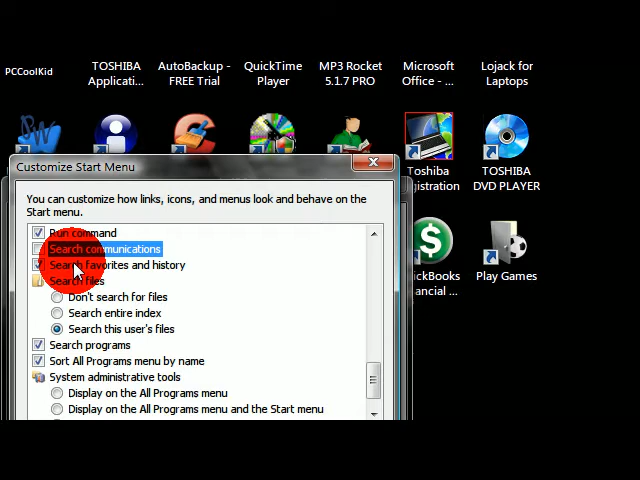 PCCoolKid
TOSHIBA Applicati...
AutoBackup - FREE Trial
QuickTime Player
MP3 Rocket 5.1.7 PRO
Microsoft Office - ...
Lojack for Laptops
Toshiba
gistration
TOSHIBA DVD PLAYER
Customize Start Menu
You can customize how links, icons, and menus look and behave on the
Start menu.
Run command
Search communications
Search favorites and history
Search files
Don't search for files
Search entire index
Search this user's files
Search programs
Sort All Programs menu by name
System administrative tools
Display on the All Programs menu
Display on the All Programs menu and the Start menu
ickBooks
ancial ...
Play Games